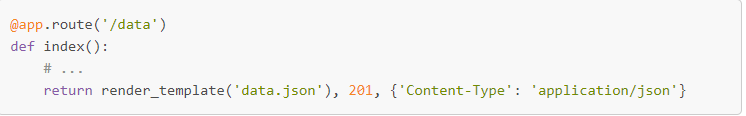 @app.route('/data')
def index():
    # ...
    return render_template('data.json'), 201, {'Content-Type': 'application/json'}